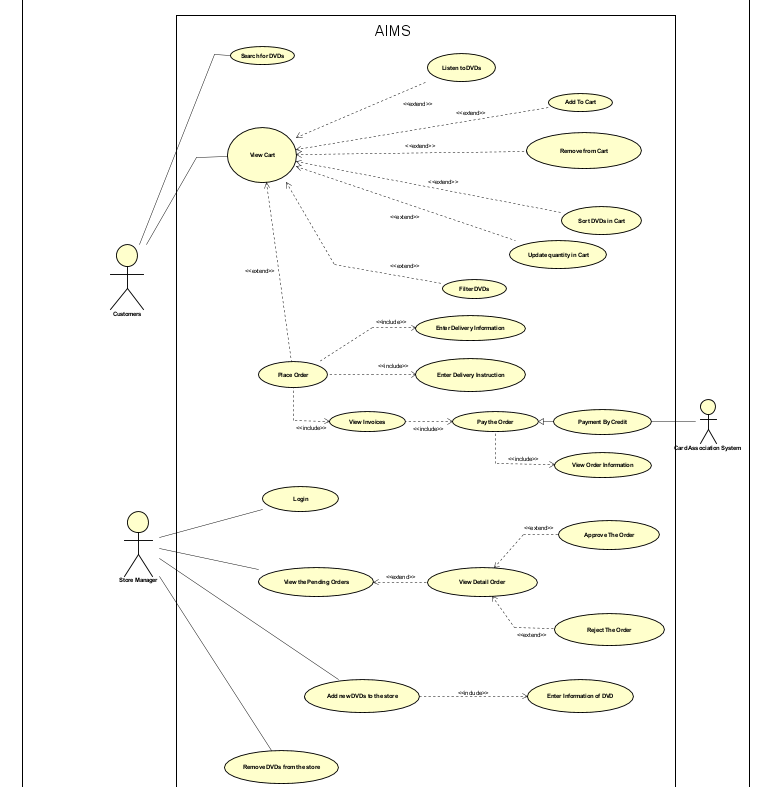 AIMS
Search for DVDs
Listen to DVDs
<<extend>>
Add To Cart
<<extend>>
View Cart
<<extend>>
Remove from Cart
<<extend>>
Sort DVDs in Cart
<<extend>>
Update quantity in Cart
<<extend>>
<<extend>>
Filter DVDs
Customers
<<include>>
Enter Delivery Information
Place Order
<<include>>
Enter Delivery Instruction
View Invoices
<<include>>
<<include>>
Pay the Order
Payment By Credit
Card Association System
<<include>>
View Order Information
Login
Store Manager
<<extend>>
Approve The Order
View the Pending Orders
<<extend>>
View Detail Order
Reject The Order
<<extend>>
Add new DVDs to the store
<<include>>
Enter Information of DVD
Remove DVDs from the store